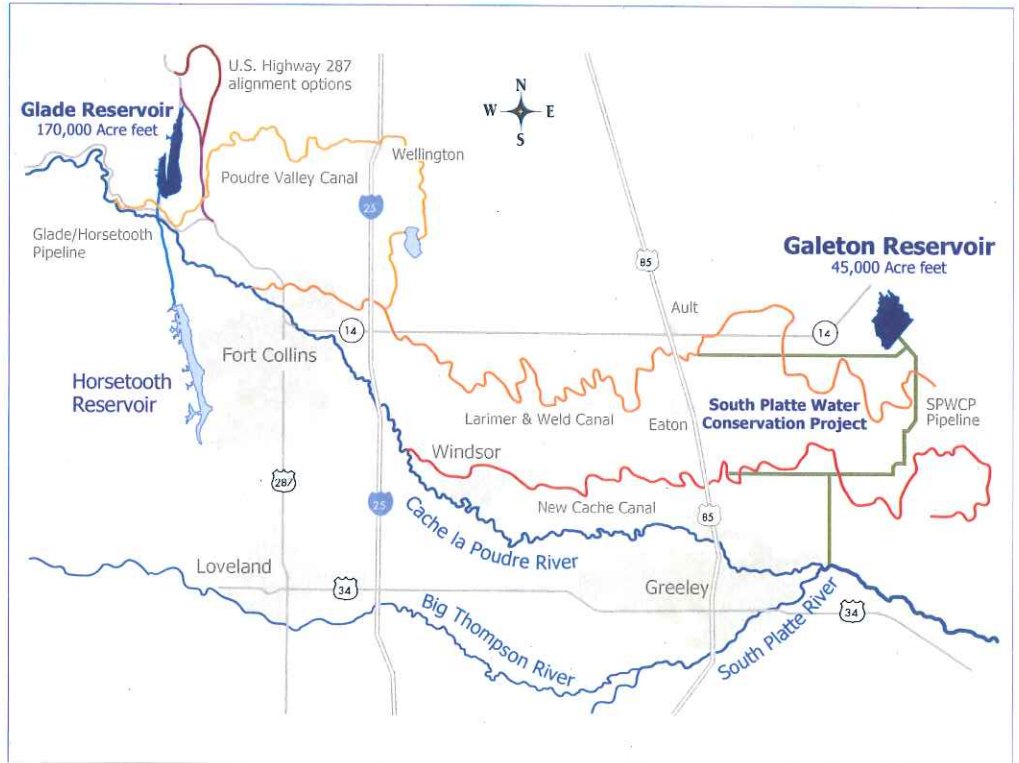 U.S. Highway 287
alignment options
N
W E
S
Glade Reservoir
170,000 Acre feet
Wellington
Poudre Valley Canal
25
Glade/Horsetooth
Pipeline
Galeton Reservoir
45,000 Acre feet
85
Ault
14
14
Fort Collins
Horsetooth
Reservoir
Larimer & Weld Canal
Eaton
South Platte Water
Conservation Project
SPWCP
Pipeline
Windsor
287
25
New Cache Canal
85
Cache la Poudre River
Loveland
34
Greeley
Big Thompson River
South Platte River
34